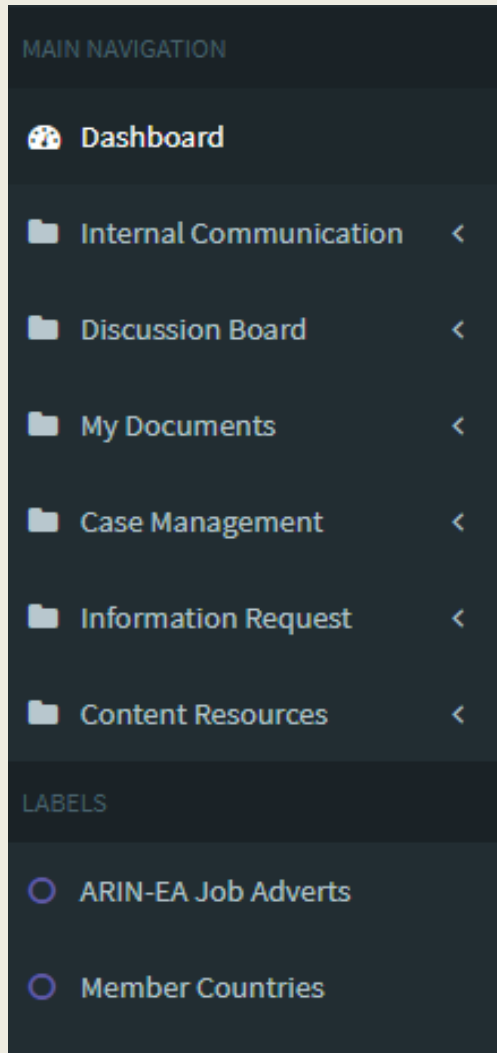 MAIN NAVIGATION
Dashboard
Internal Communication
Discussion Board
My Documents
Case Management
Information Request
Content Resources
LABELS
ARIN-EA Job Adverts
Member Countries